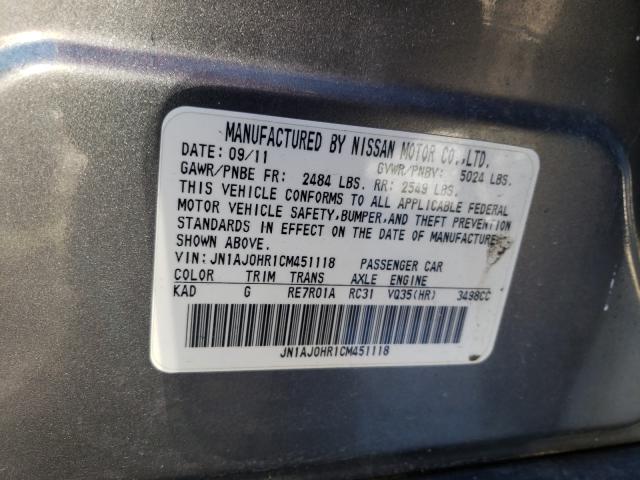 MANUFACTURED BY NISSAN MOTOR CO.,LTD.
DATE: 09/11 GVWR/PNBV: 5024 LBS.
GAWR/PNBE FR: 2484 LBS. RR: 2549 LBS.
THIS VEHICLE CONFORMS TO ALL APPLICABLE FEDERAL
MOTOR VEHICLE SAFETY,BUMPER,AND THEFT PREVENTION
STANDARDS IN EFFECT ON THE DATE OF MANUFACTURE
SHOWN ABOVE.
VIN: JN1AJ0HR1CM451118 PASSENGER CAR
COLOR TRIM TRANS AXLE ENGINE
KAD G RE7R01A RC31 VQ35(HR) 3498CC
JN1AJ0HR1CM451118